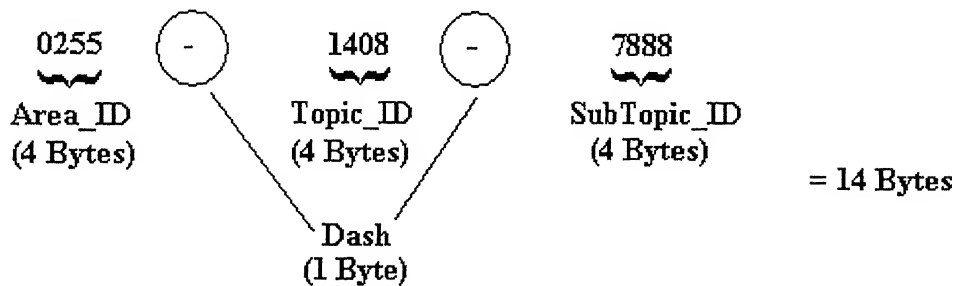 0255 - 1408 - 7888
Area_ID Topic_ID SubTopic_ID
(4 Bytes) (4 Bytes) (4 Bytes)
= 14 Bytes
Dash
(1 Byte)